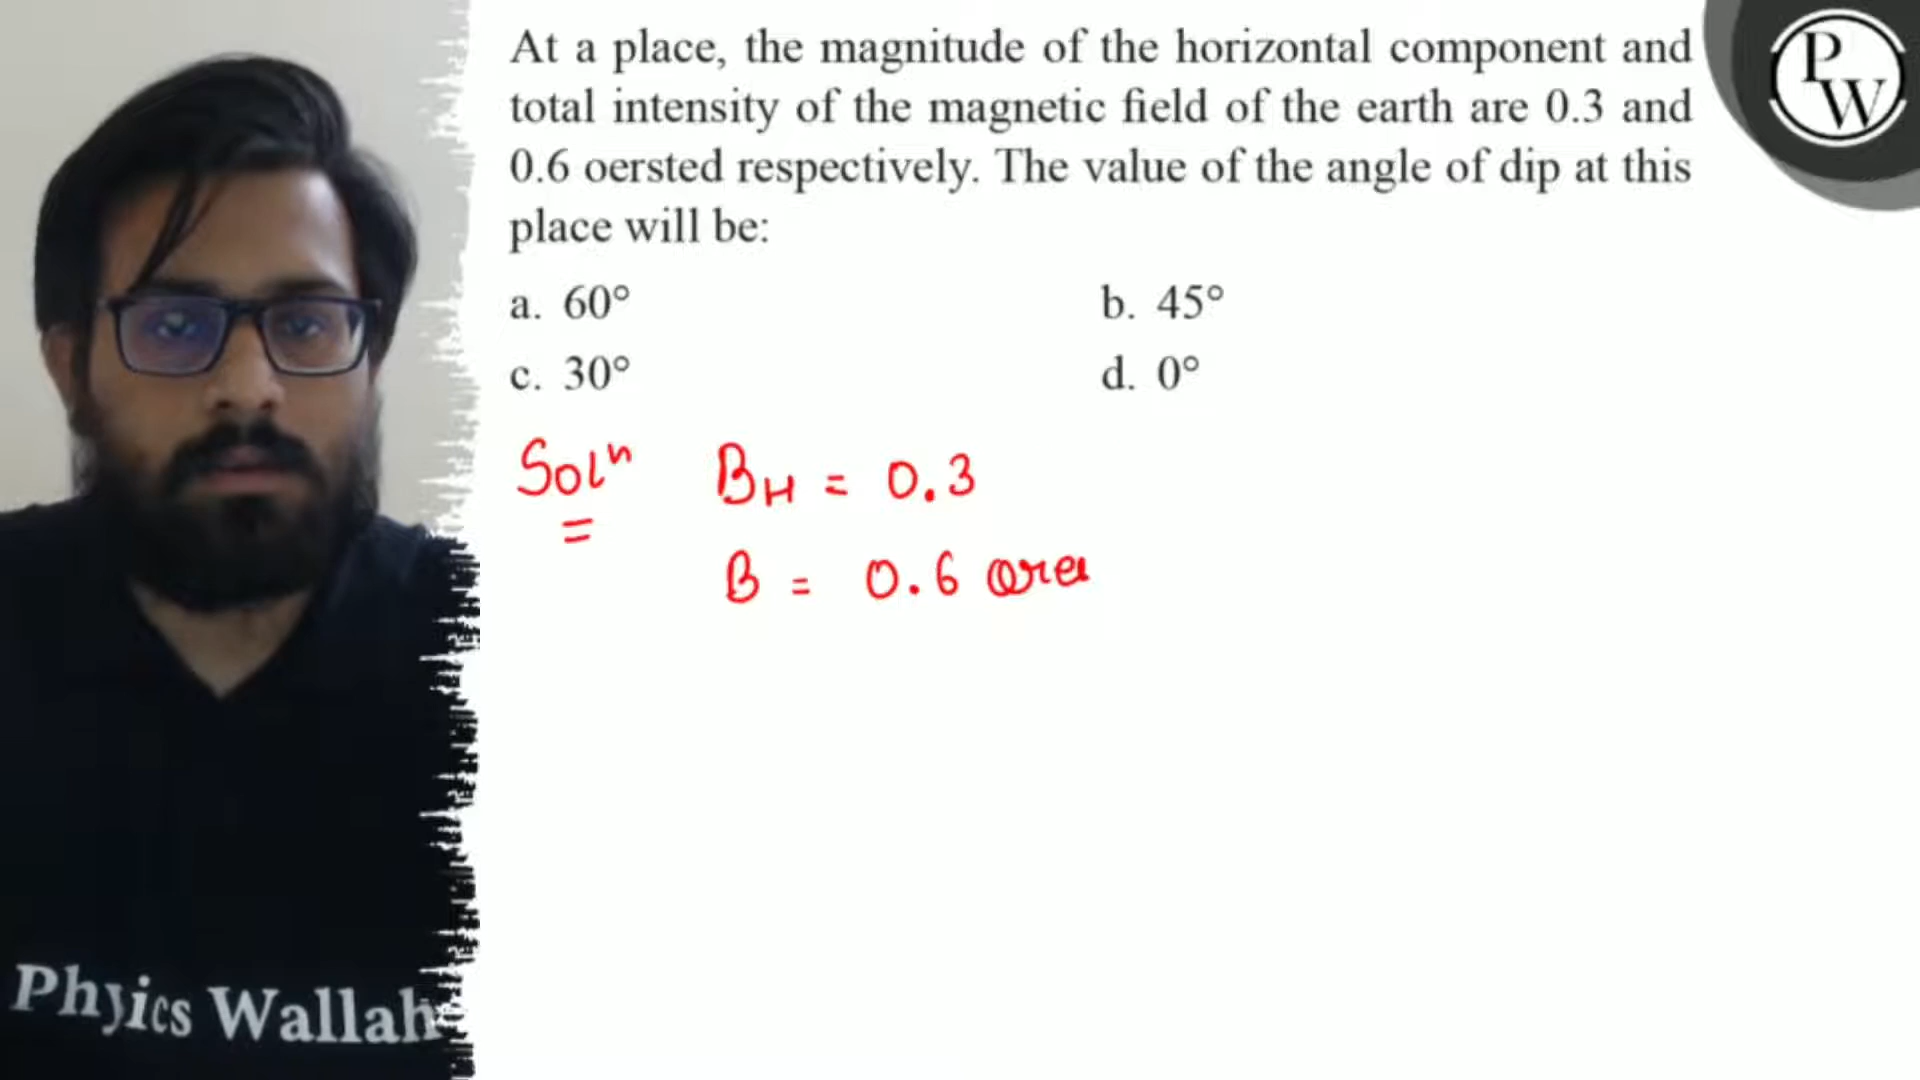 At a place, the magnitude of the horizontal component and
total intensity of the magnetic field of the earth are 0.3 and
0.6 oersted respectively. The value of the angle of dip at this
place will be:
a. 60°
b. 45°
c. 30°
d. 0°
Solⁿ
B_H = 0.3
B = 0.6
PW
Phyics Wallah